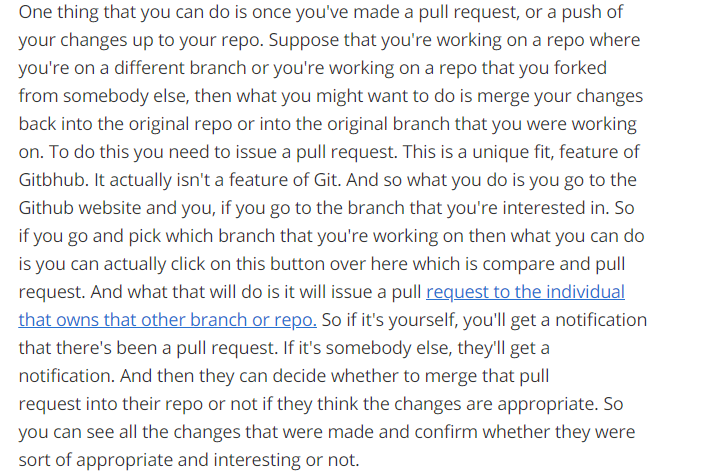 One thing that you can do is once you've made a pull request, or a push of
your changes up to your repo. Suppose that you're working on a repo where
you're on a different branch or you're working on a repo that you forked
from somebody else, then what you might want to do is merge your changes
back into the original repo or into the original branch that you were working
on. To do this you need to issue a pull request. This is a unique fit, feature of
Gitbhub. It actually isn't a feature of Git. And so what you do is you go to the
Github website and you, if you go to the branch that you're interested in. So
if you go and pick which branch that you're working on then what you can do
is you can actually click on this button over here which is compare and pull
request. And what that will do is it will issue a pull request to the individual
that owns that other branch or repo. So if it's yourself, you'll get a notification
that there's been a pull request. If it's somebody else, they'll get a
notification. And then they can decide whether to merge that pull
request into their repo or not if they think the changes are appropriate. So
you can see all the changes that were made and confirm whether they were
sort of appropriate and interesting or not.